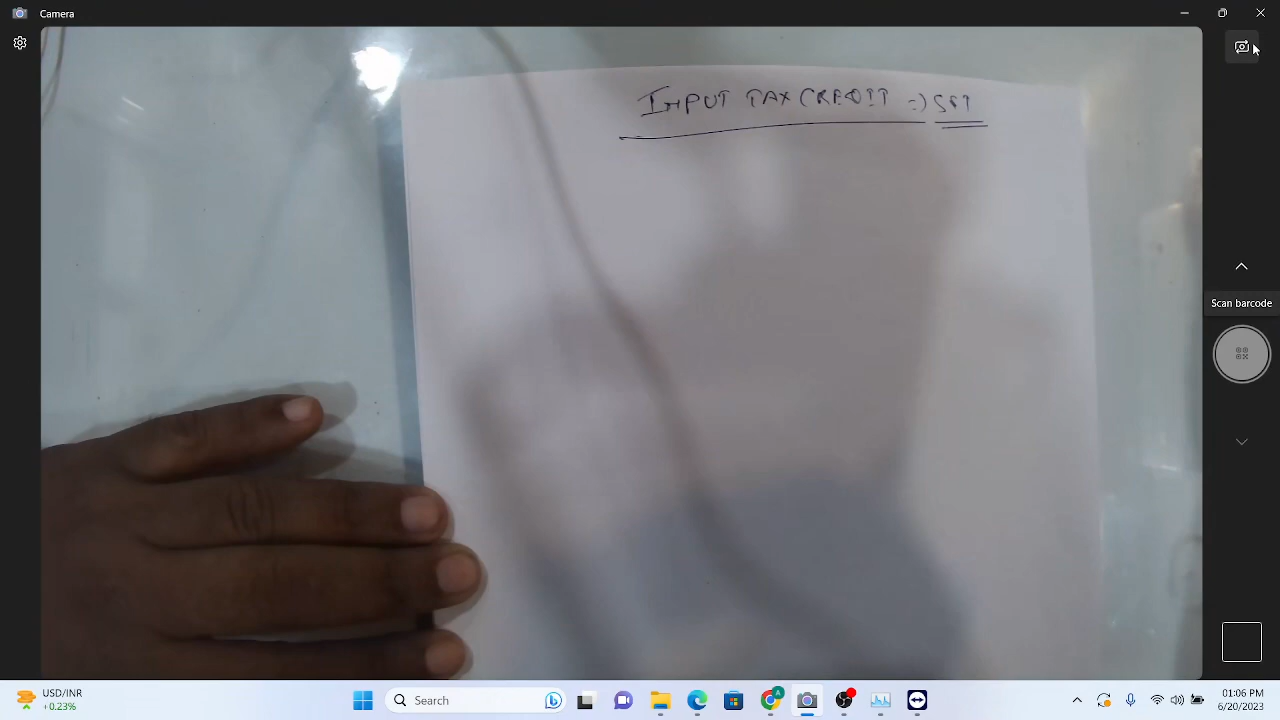 Camera
INPUT TAX CREDIT =>
Scan barcode
USD/INR
+0.23%
Search
01:06 PM
6/20/2023